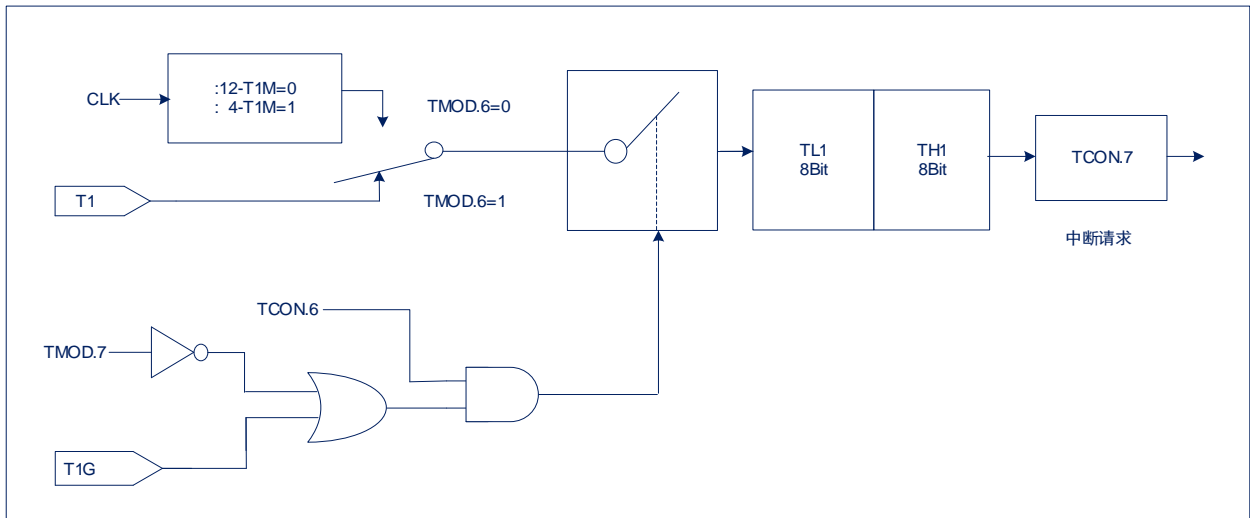 CLK
:12-T1M=0
: 4-T1M=1
TMOD.6=0
T1
TMOD.6=1
TL1
8Bit
TH1
8Bit
TCON.7
中断请求
TCON.6
TMOD.7
T1G